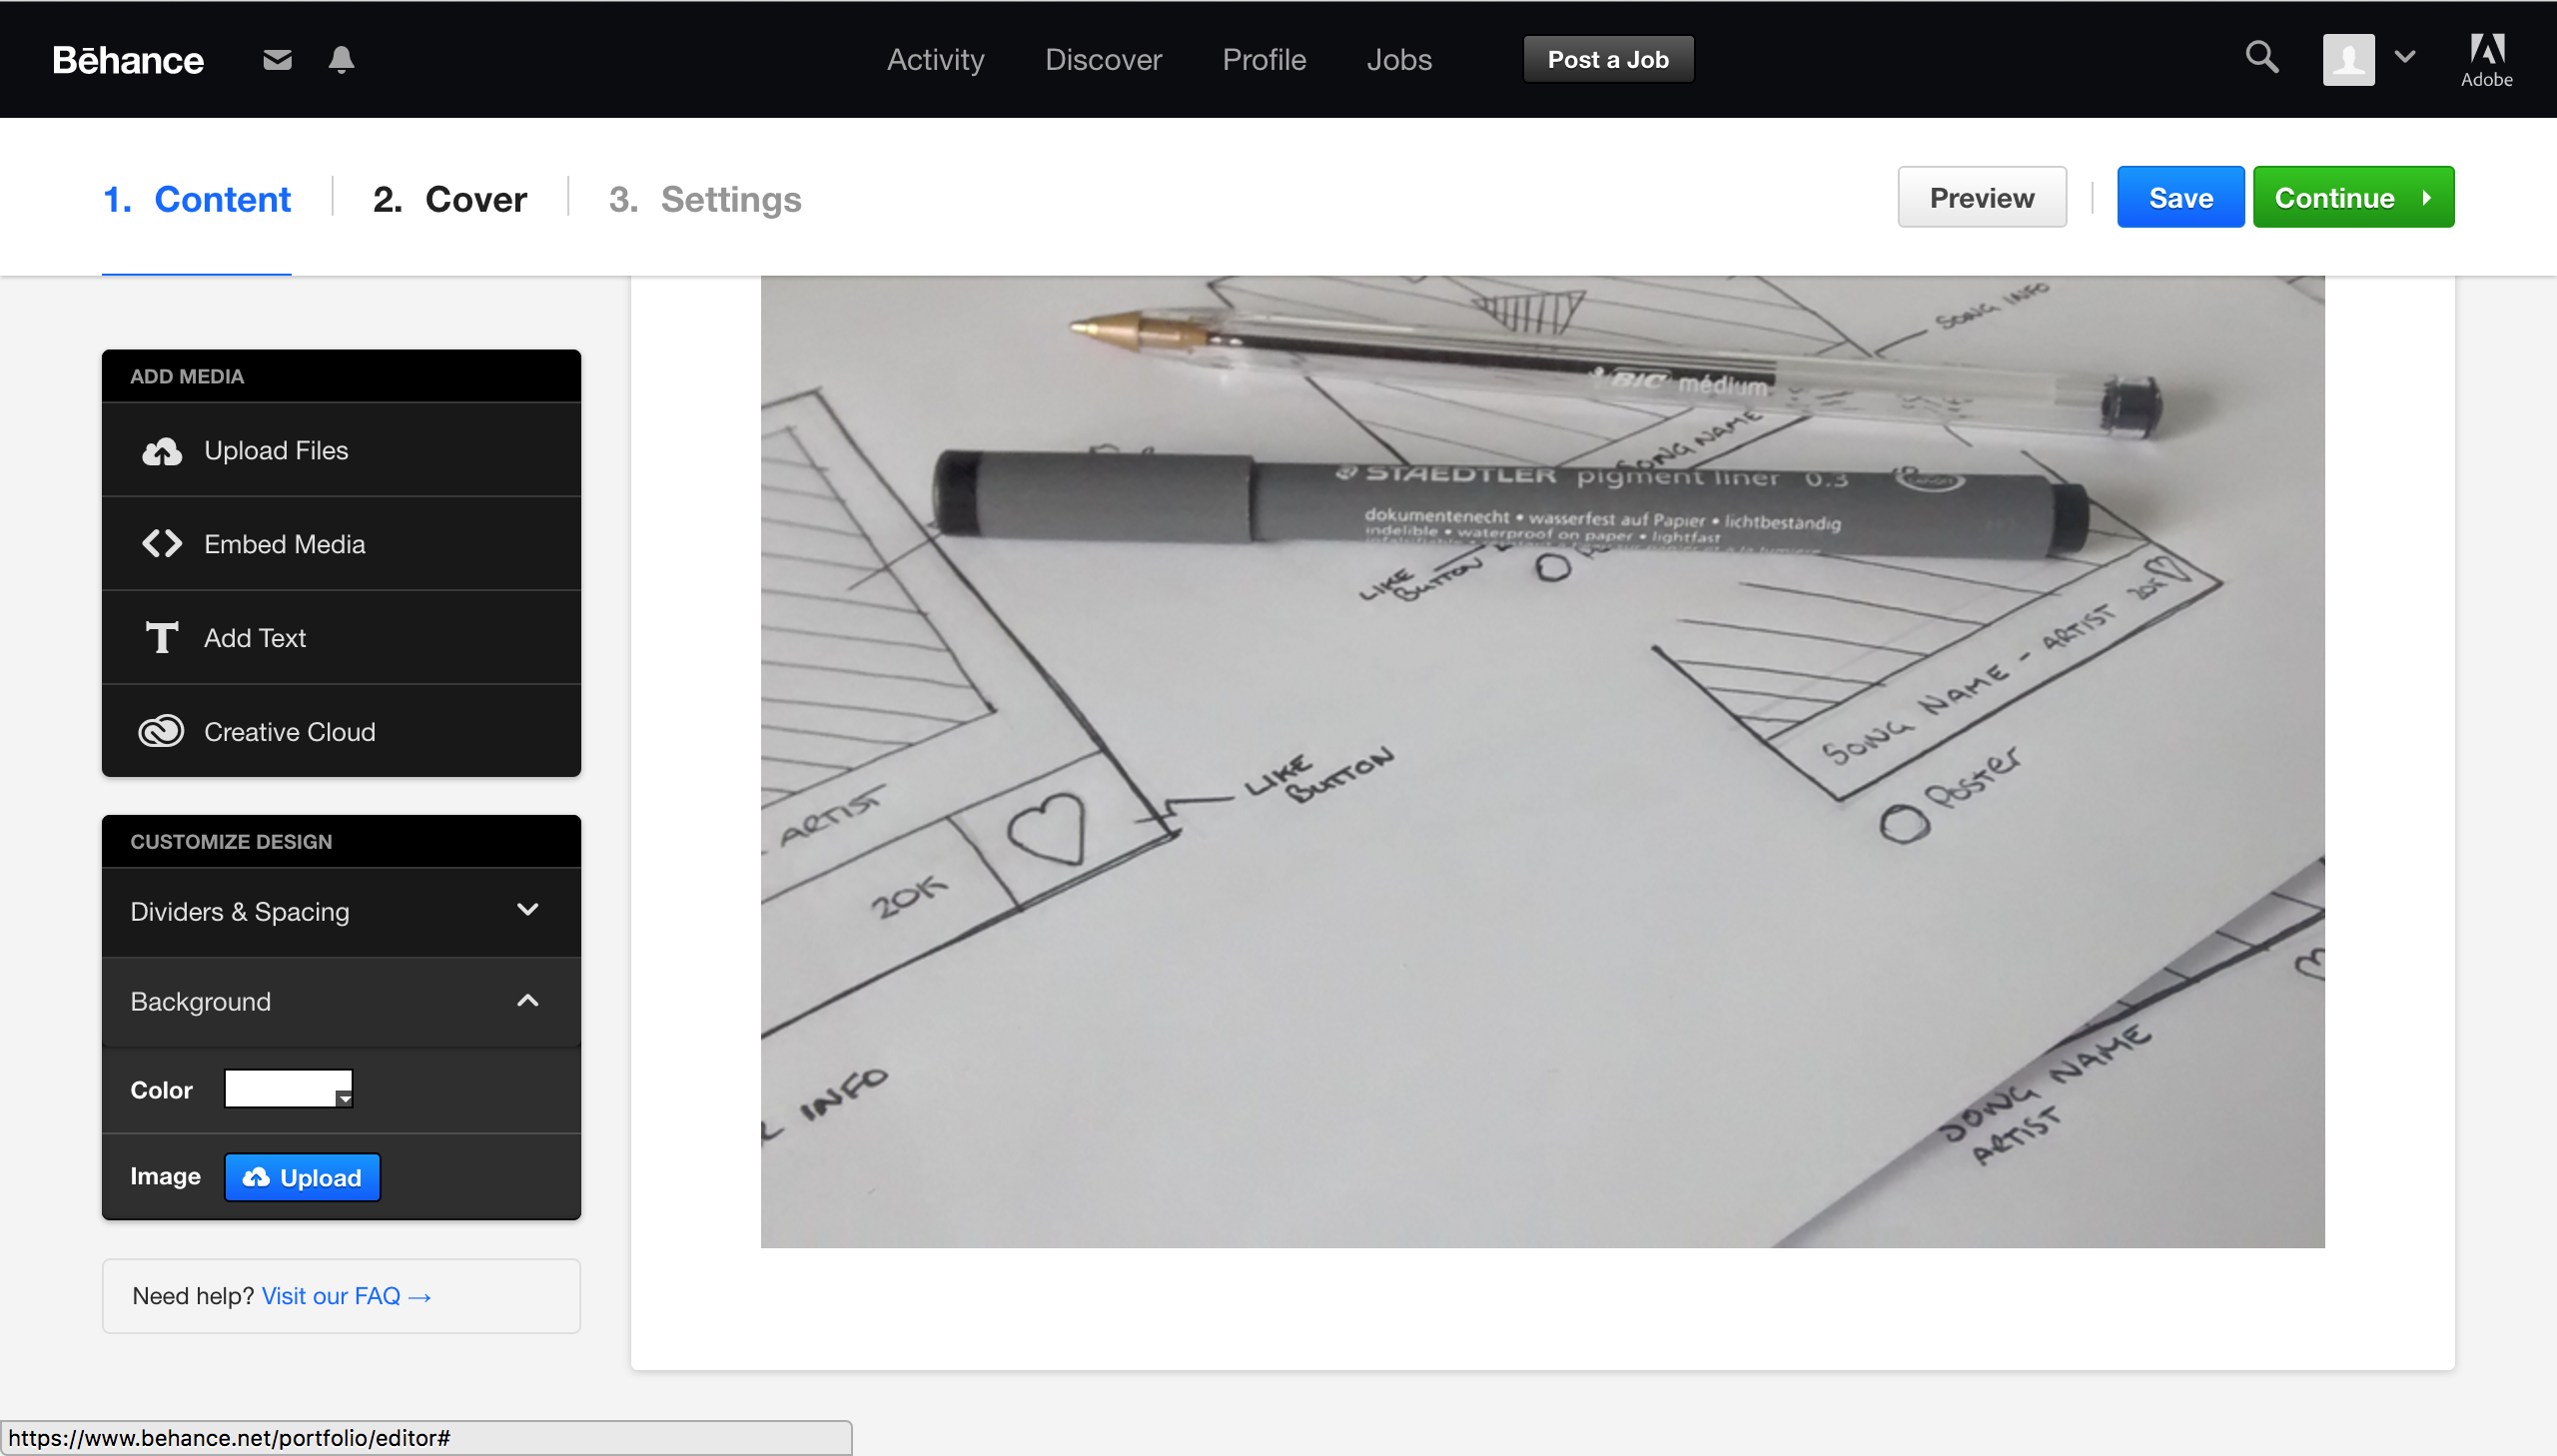 Bēhance
Activity
Discover
Profile
Jobs
Post a Job
Adobe
1. Content
2. Cover
3. Settings
Preview
Save
Continue
ADD MEDIA
Upload Files
Embed Media
Add Text
Creative Cloud
CUSTOMIZE DESIGN
Dividers & Spacing
Background
Color
Image
Upload
Need help? Visit our FAQ →
SONG INFO
BIC médium
SONG NAME
STAEDTLER pigment liner 0.3
dokumentenecht • wasserfest auf Papier • lichtbeständig
indelible • waterproof on paper • lightfast
LIKE
BUTTON
SONG NAME - ARTIST 20K
Poster
LIKE
BUTTON
ARTIST
20K
INFO
SONG NAME
ARTIST
https://www.behance.net/portfolio/editor#